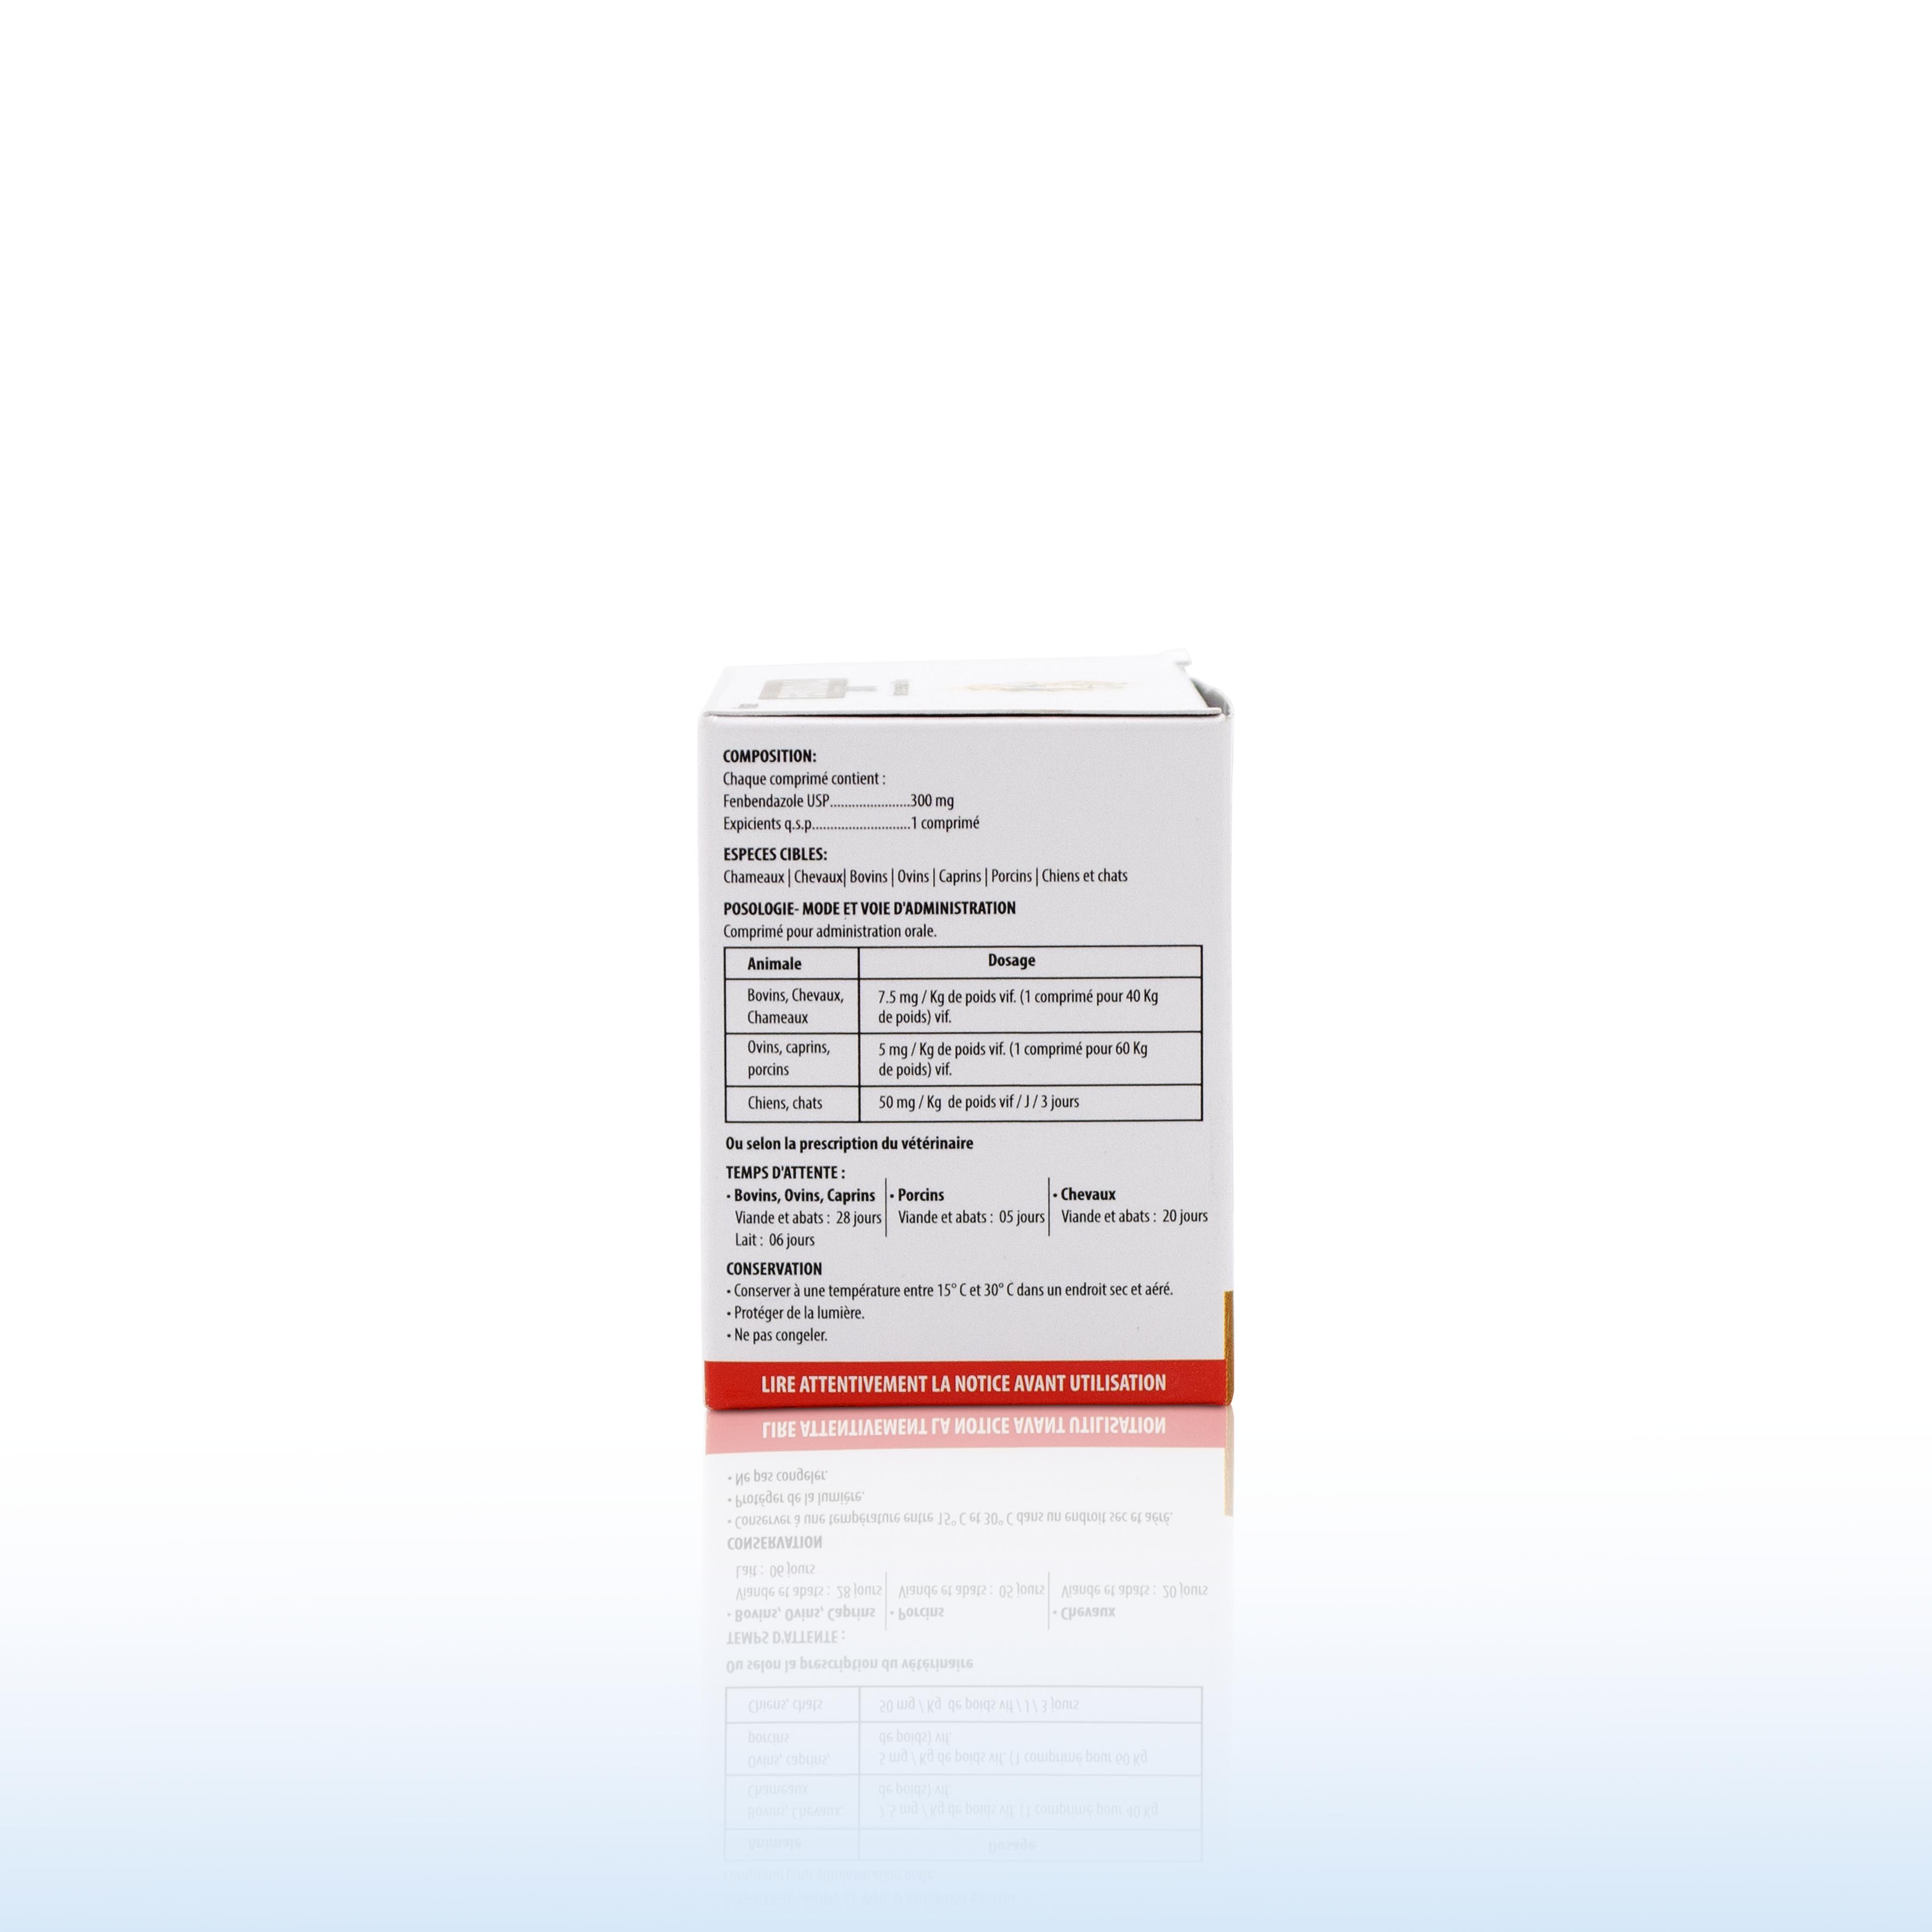 COMPOSITION:
Chaque comprimé contient :
Fenbendazole USP......................300 mg
Expicients q.s.p...........................1 comprimé
ESPECES CIBLES:
Chameaux | Chevaux| Bovins | Ovins | Caprins | Porcins | Chiens et chats
POSOLOGIE- MODE ET VOIE D'ADMINISTRATION
Comprimé pour administration orale.
Animale Dosage
Bovins, Chevaux, 7.5 mg / Kg de poids vif. (1 comprimé pour 40 Kg
Chameaux de poids) vif.
Ovins, caprins, 5 mg / Kg de poids vif. (1 comprimé pour 60 Kg
porcins de poids) vif.
Chiens, chats 50 mg / Kg de poids vif / J / 3 jours
Ou selon la prescription du vétérinaire
TEMPS D'ATTENTE :
• Bovins, Ovins, Caprins • Porcins • Chevaux
Viande et abats : 28 jours Viande et abats : 05 jours Viande et abats : 20 jours
Lait : 06 jours
CONSERVATION
• Conserver à une température entre 15° C et 30° C dans un endroit sec et aéré.
• Protéger de la lumière.
• Ne pas congeler.
LIRE ATTENTIVEMENT LA NOTICE AVANT UTILISATION